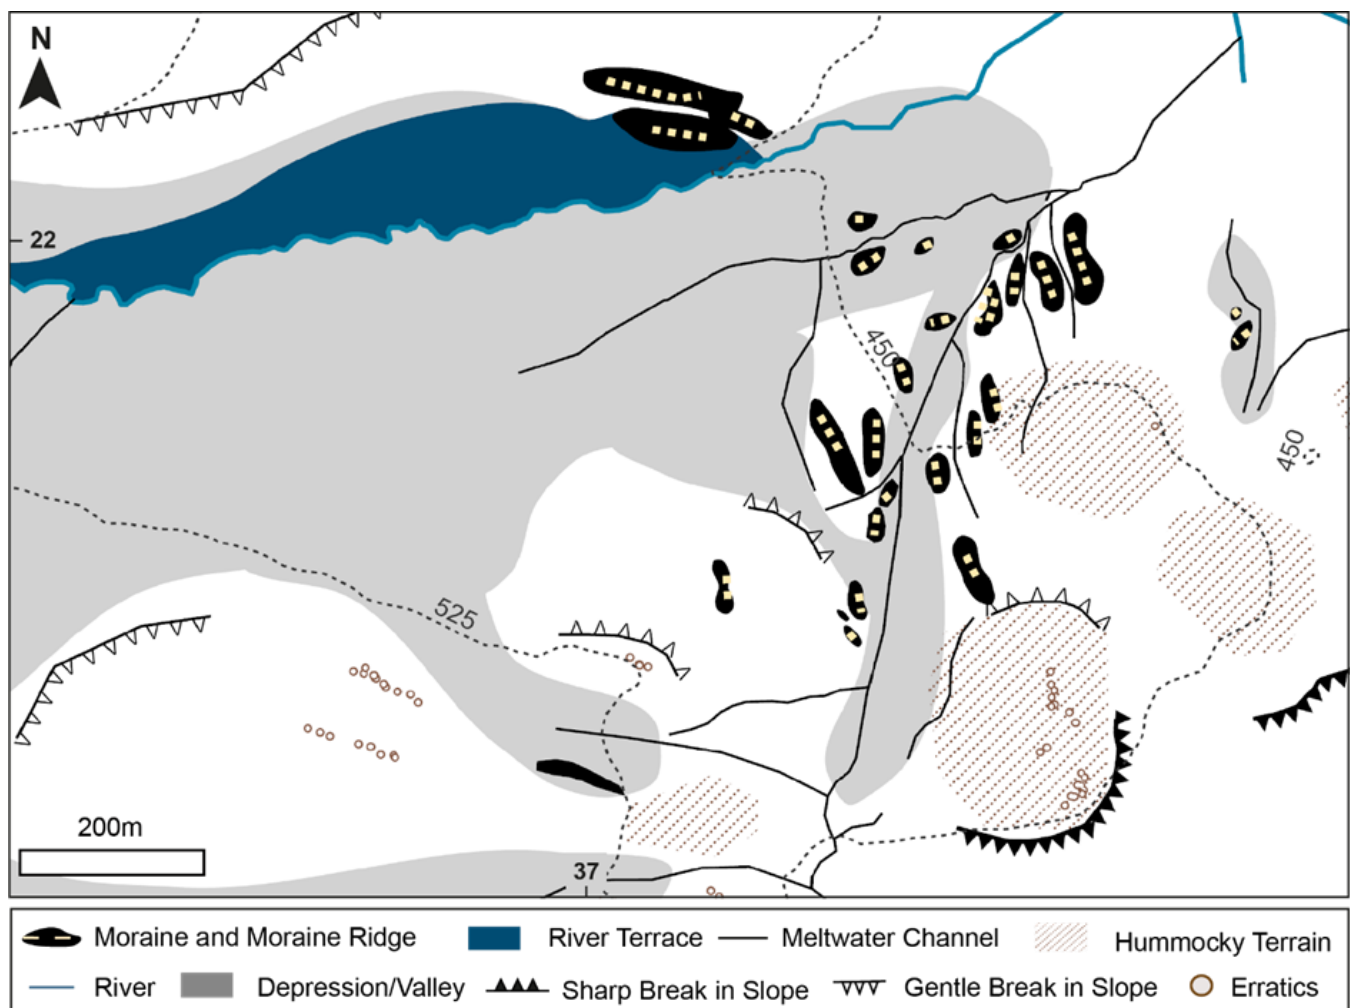 N
22
450
450
525
200m
37
Moraine and Moraine Ridge River Terrace Meltwater Channel Hummocky Terrain
River Depression/Valley Sharp Break in Slope Gentle Break in Slope Erratics